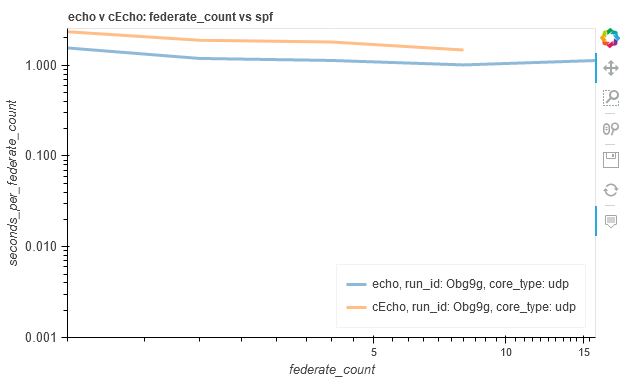 echo v cEcho: federate_count vs spf
seconds_per_federate_count
1.000
0.100
0.010
0.001
echo, run_id: Obg9g, core_type: udp
cEcho, run_id: Obg9g, core_type: udp
5
10
15
federate_count